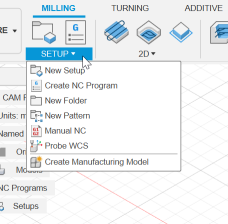 MILLING
TURNING
ADDITIVE
RE
G
SETUP
2D
New Setup
Create NC Program
CAM F
New Folder
Units: m
New Pattern
Named
Manual NC
Probe WCS
Create Manufacturing Model
Models
NC Programs
Setups